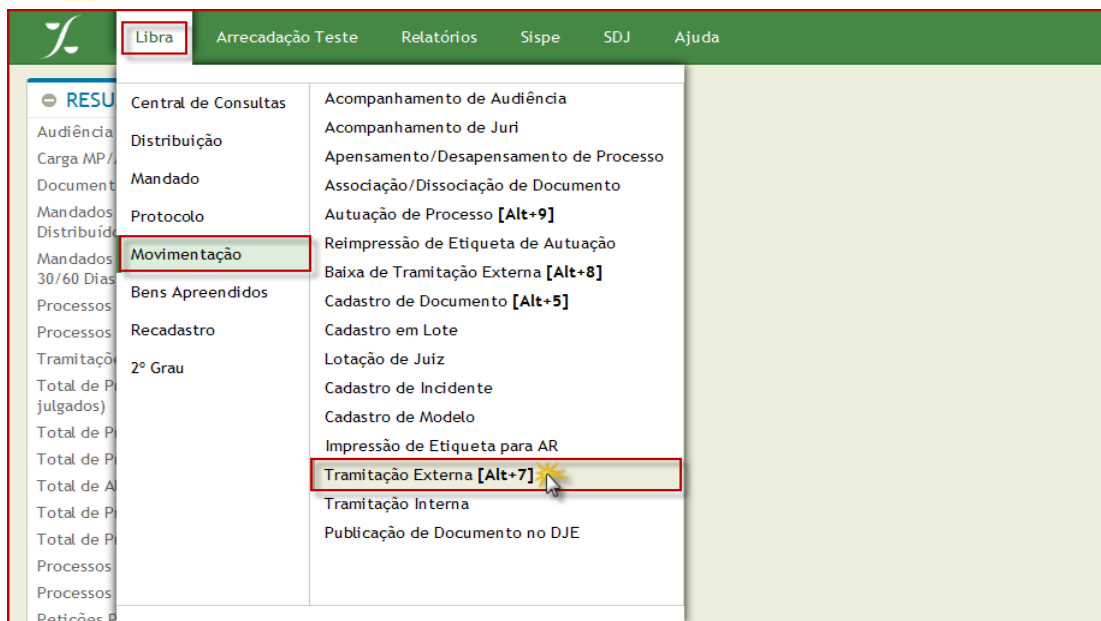 Libra Arrecadação Teste Relatórios Sispe SDJ Ajuda
RESU
Audiência
Carga MP/
Document
Mandados
Distribuído
Mandados
30/60 Dias
Processos
Processos
Tramitaçõe
Total de P
julgados)
Total de P
Total de P
Total de A
Total de P
Total de P
Processos
Processos
Petições P
Central de Consultas
Distribuição
Mandado
Protocolo
Movimentação
Bens Apreendidos
Recadastro
2º Grau
Acompanhamento de Audiência
Acompanhamento de Juri
Apensamento/Desapensamento de Processo
Associação/Dissociação de Documento
Autuação de Processo [Alt+9]
Reimpressão de Etiqueta de Autuação
Baixa de Tramitação Externa [Alt+8]
Cadastro de Documento [Alt+5]
Cadastro em Lote
Lotação de Juiz
Cadastro de Incidente
Cadastro de Modelo
Impressão de Etiqueta para AR
Tramitação Externa [Alt+7]
Tramitação Interna
Publicação de Documento no DJE